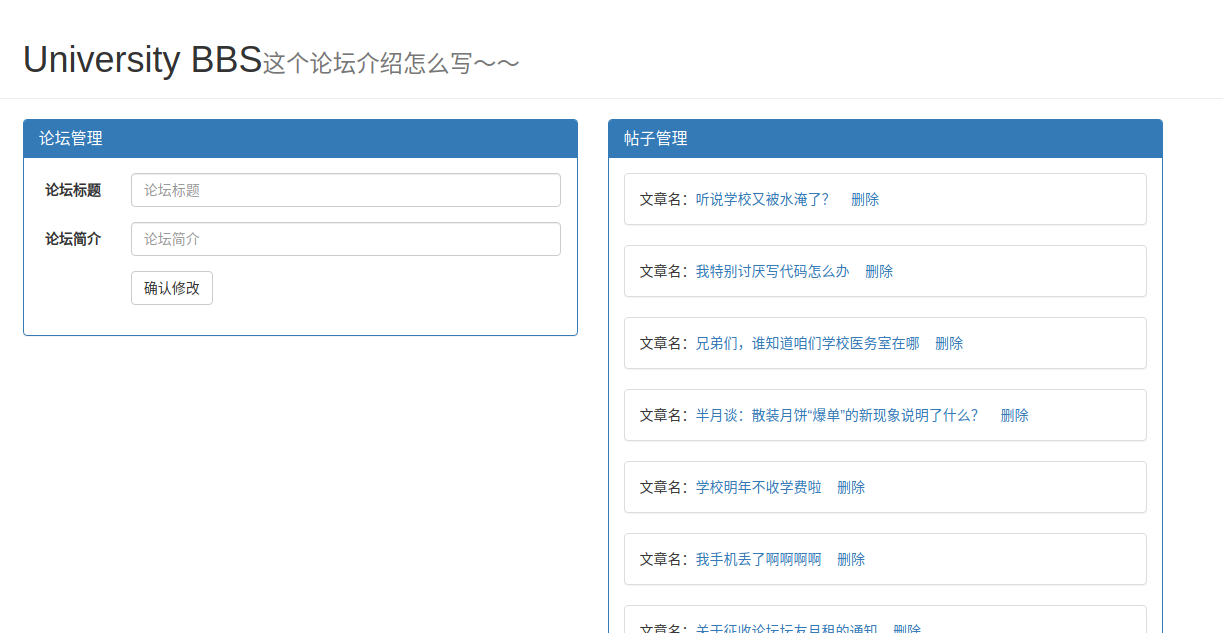 University BBS这个论坛介绍怎么写～～
论坛管理
论坛标题 论坛标题
论坛简介 论坛简介
确认修改
帖子管理
文章名：听说学校又被水淹了？ 删除
文章名：我特别讨厌写代码怎么办 删除
文章名：兄弟们，谁知道咱们学校医务室在哪 删除
文章名：半月谈：散装月饼“爆单”的新现象说明了什么？ 删除
文章名：学校明年不收学费啦 删除
文章名：我手机丢了啊啊啊啊 删除
文章名：关于征收论坛坛友月租的通知 删除